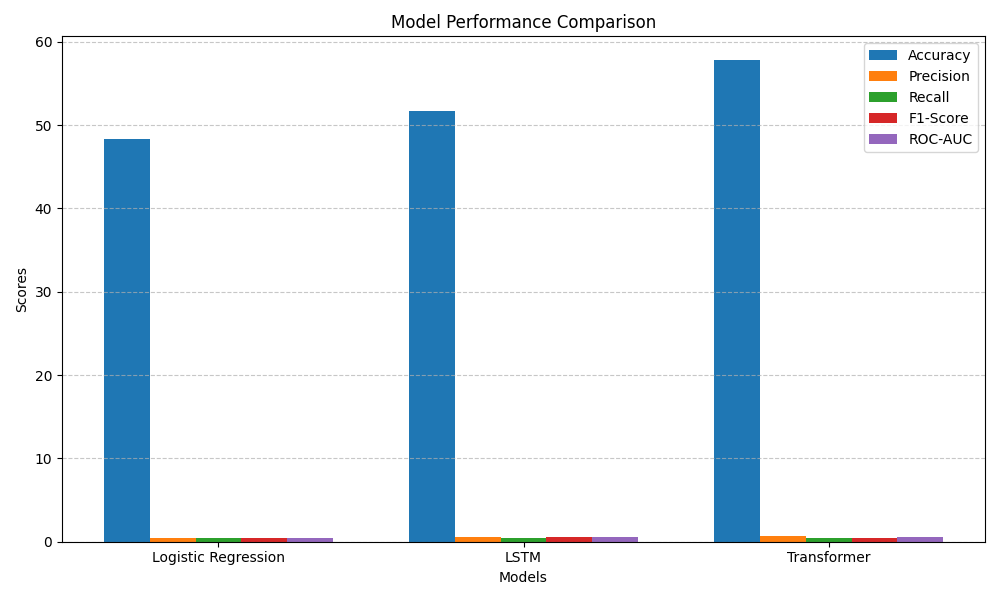 Model Performance Comparison
60
50
40
30
20
10
0
Scores
Accuracy
Precision
Recall
F1-Score
ROC-AUC
Logistic Regression
LSTM
Transformer
Models